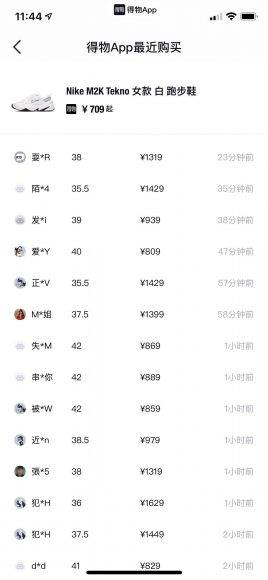 得物App
11:44
得物App最近购买
Nike M2K Tekno 女款 白 跑步鞋
得物 ¥709起
耍*R 38 ¥1319 23分钟前
陌*4 35.5 ¥1429 35分钟前
发*i 39 ¥939 38分钟前
爱*Y 40 ¥809 47分钟前
正*V 35.5 ¥1429 57分钟前
M*姐 37.5 ¥1399 58分钟前
失*M 42 ¥869 1小时前
串*你 42 ¥889 1小时前
被*W 42 ¥859 1小时前
近*n 38.5 ¥979 1小时前
張*5 38 ¥1319 1小时前
犯*H 36 ¥1629 1小时前
犯*H 37.5 ¥1449 2小时前
d*d 41 ¥829 2小时前